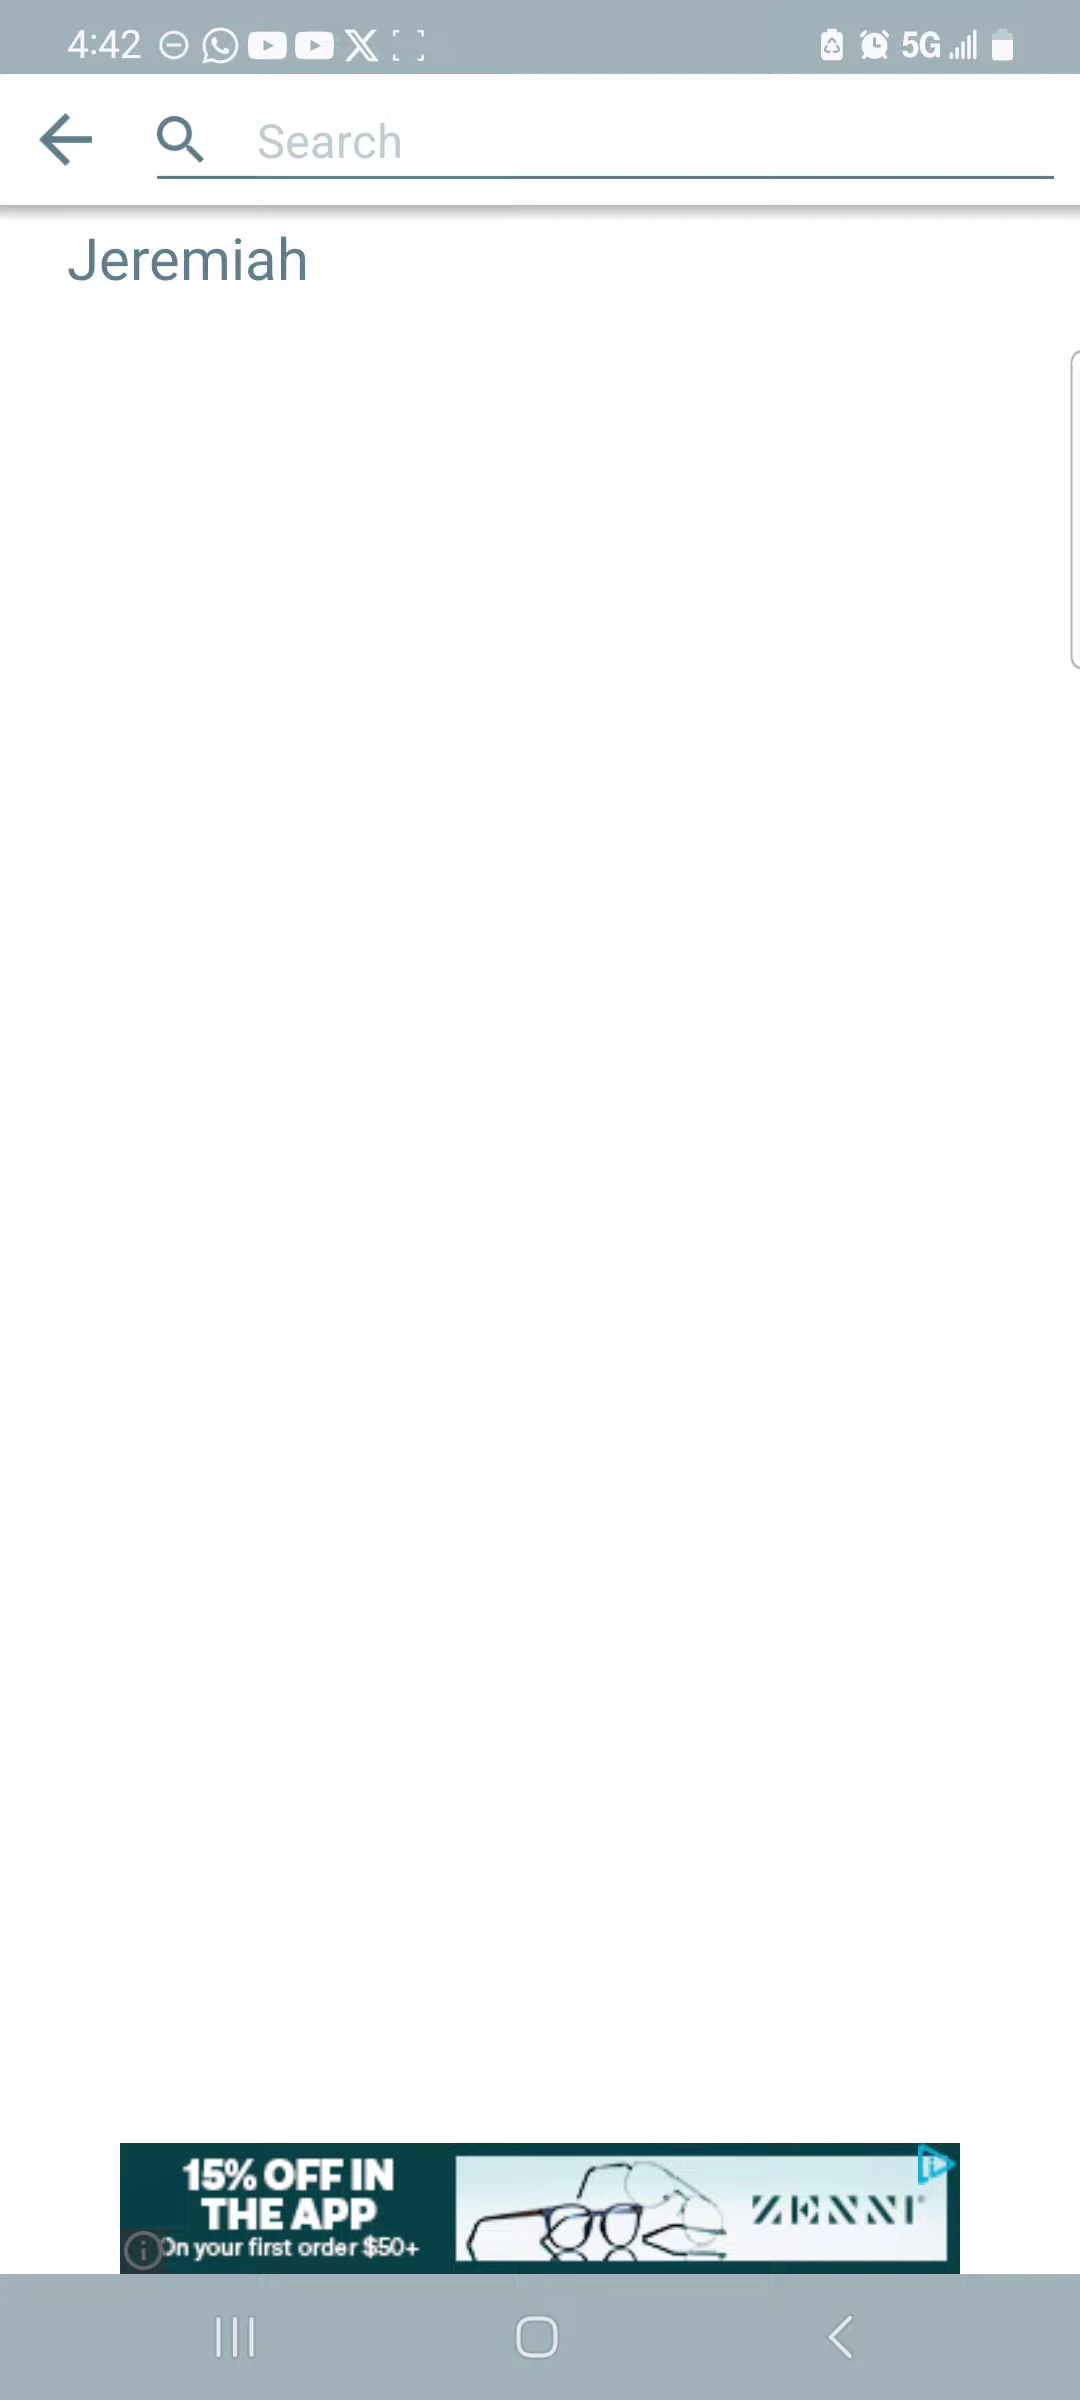 4:42
5G
Search
Jeremiah
15% OFF IN
THE APP
On your first order $50+
ZENNI